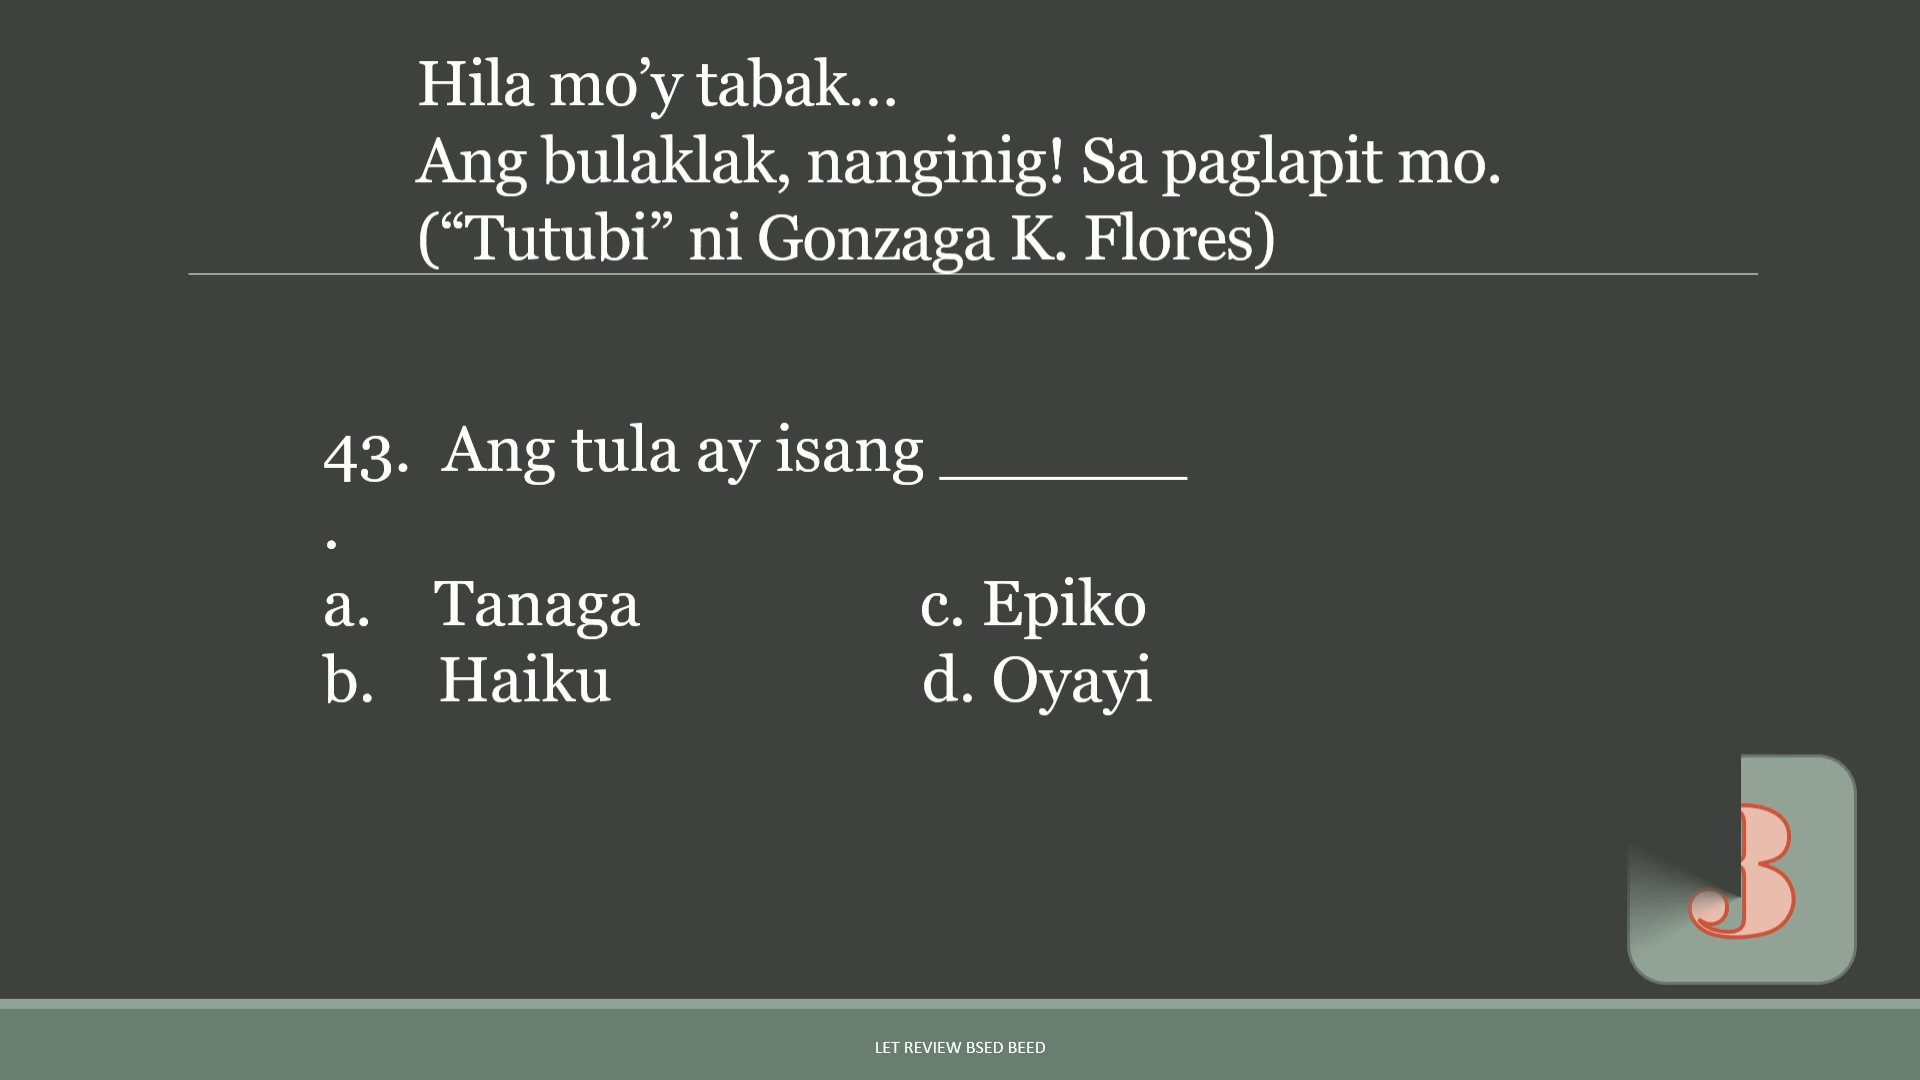 Hila mo’y tabak...
Ang bulaklak, nanginig! Sa paglapit mo.
(“Tutubi” ni Gonzaga K. Flores)
43. Ang tula ay isang ________
.
a. Tanaga c. Epiko
b. Haiku d. Oyayi
3
LET REVIEW BSED BEED